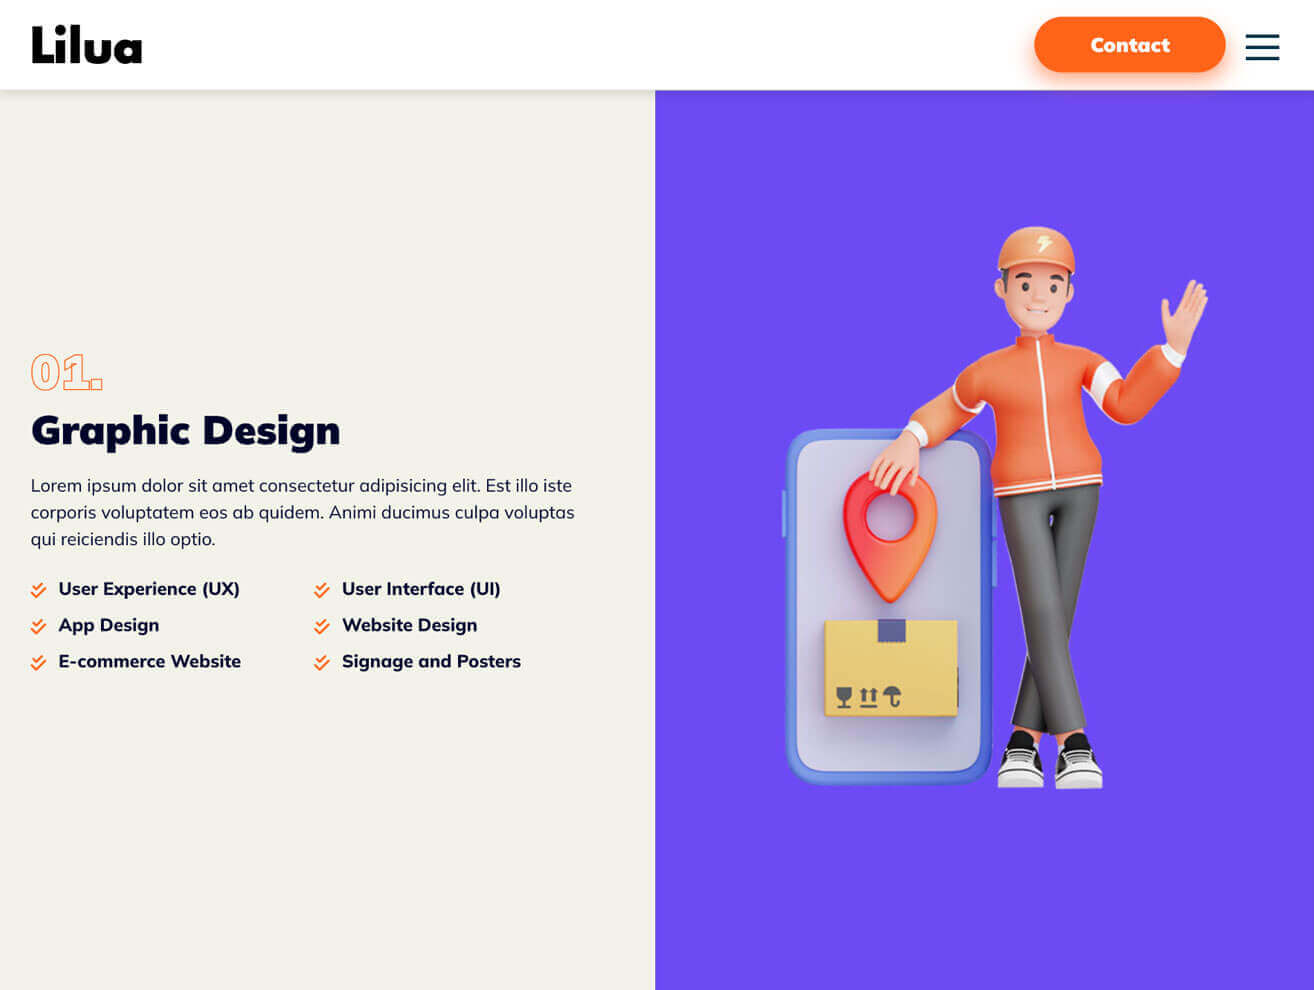 Lilua
Contact
01.
Graphic Design
Lorem ipsum dolor sit amet consectetur adipisicing elit. Est illo iste
corporis voluptatem eos ab quidem. Animi ducimus culpa voluptas
qui reiciendis illo optio.
User Experience (UX)
User Interface (UI)
App Design
Website Design
E-commerce Website
Signage and Posters